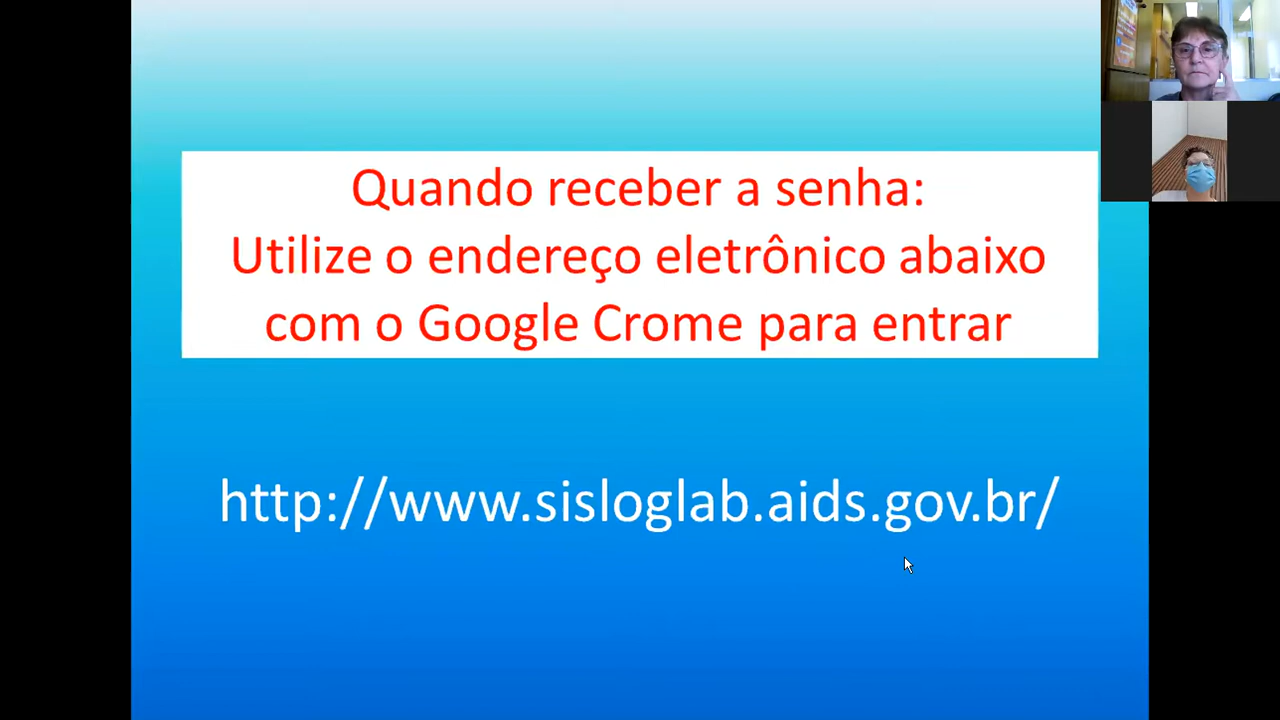 Quando receber a senha:
Utilize o endereço eletrônico abaixo
com o Google Crome para entrar
http://www.sisloglab.aids.gov.br/